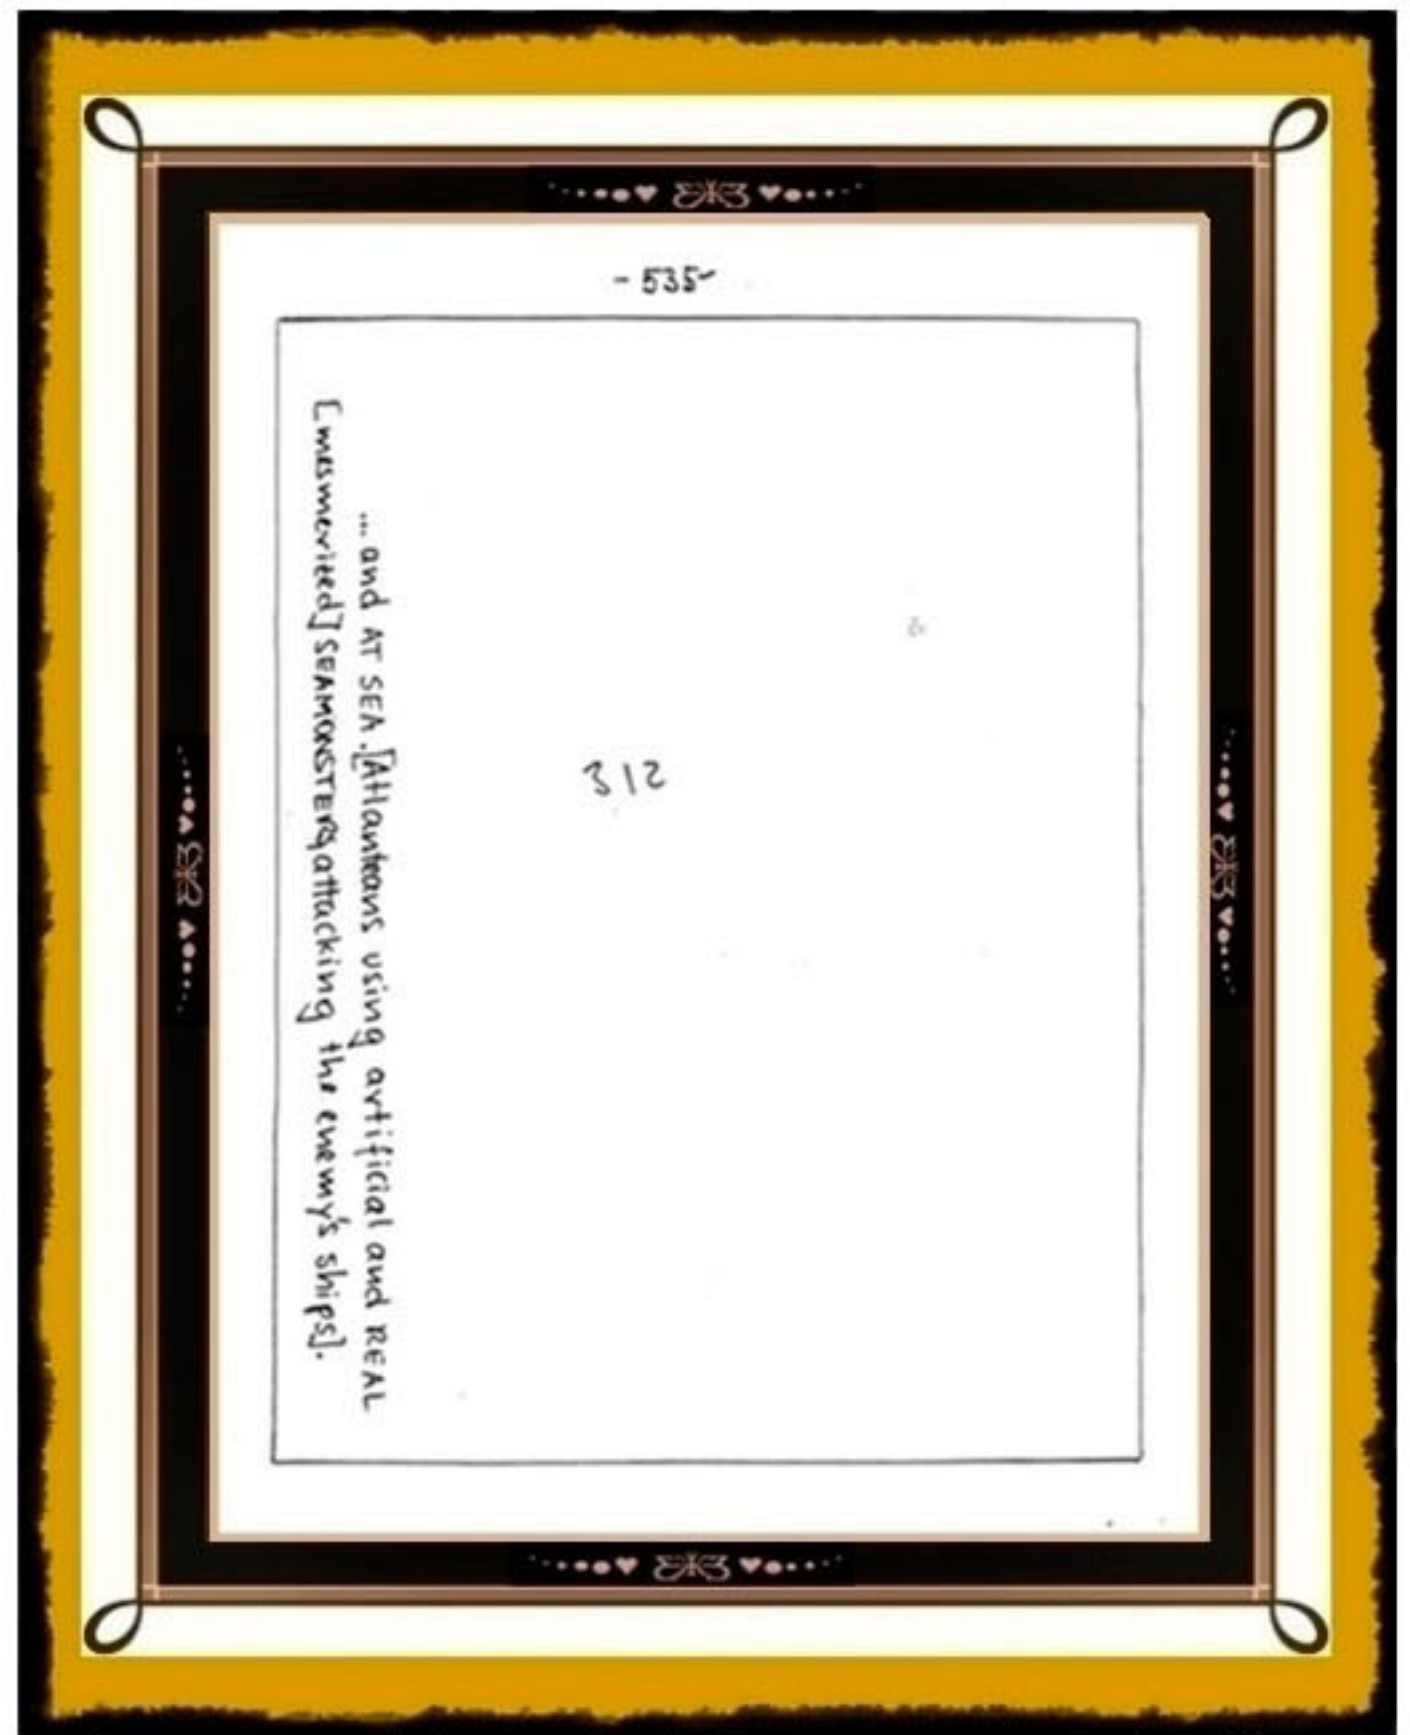 - 535-
312
... and AT SEA. [Atlanteans using artificial and REAL
[mesmerized] SEAMONSTERS attacking the enemy's ships].